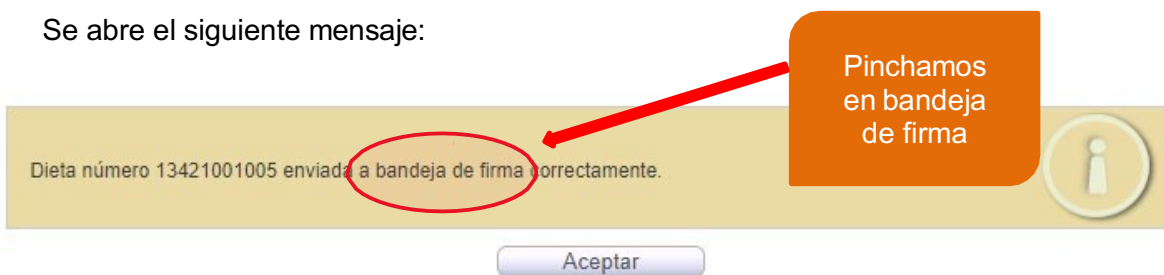 Se abre el siguiente mensaje:
Pinchamos
en bandeja
de firma
Dieta número 13421001005 enviada a bandeja de firma correctamente.
Aceptar